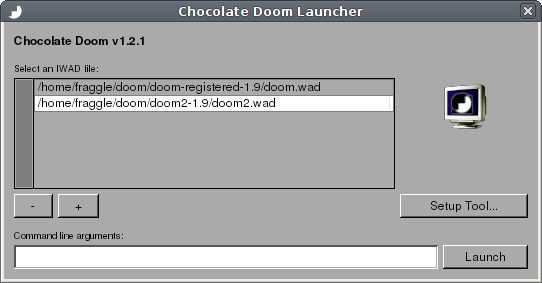 Chocolate Doom Launcher
Chocolate Doom v1.2.1
Select an IWAD file:
/home/fraggle/doom/doom-registered-1.9/doom.wad
/home/fraggle/doom/doom2-1.9/doom2.wad
- +
Setup Tool...
Command line arguments:
Launch